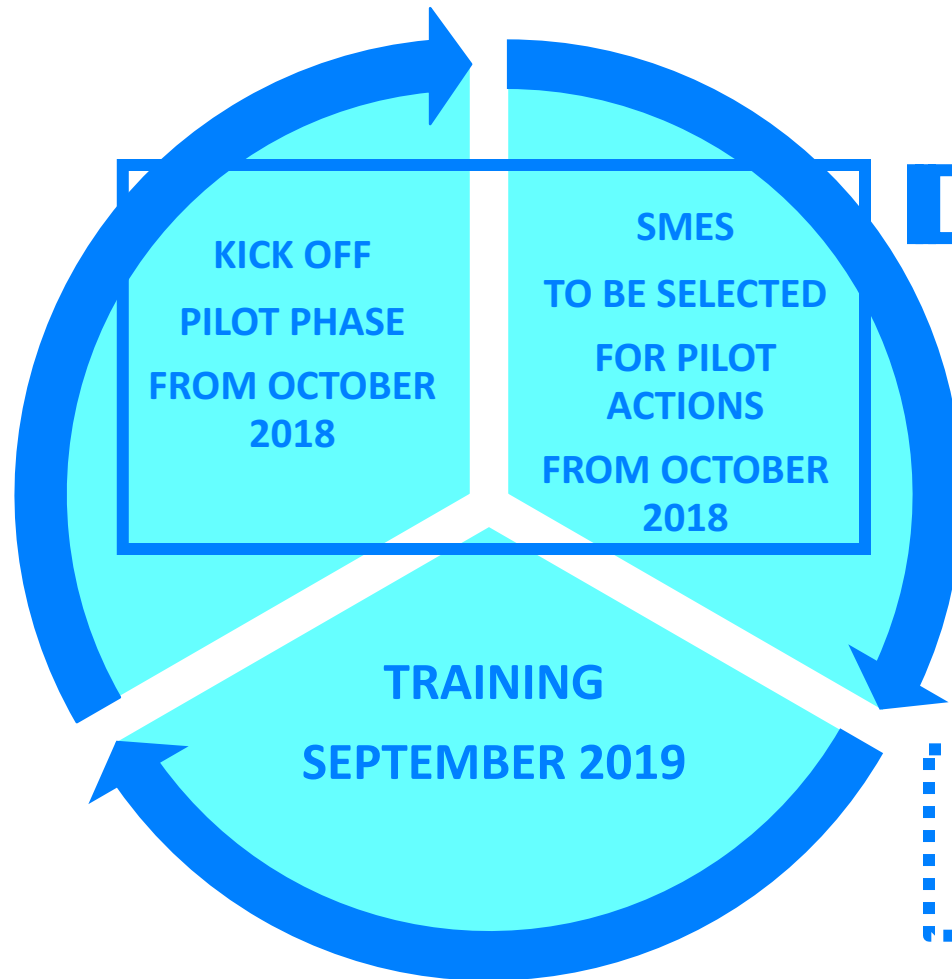 KICK OFF
PILOT PHASE
FROM OCTOBER
2018
SMES
TO BE SELECTED
FOR PILOT
ACTIONS
FROM OCTOBER
2018
TRAINING
SEPTEMBER 2019